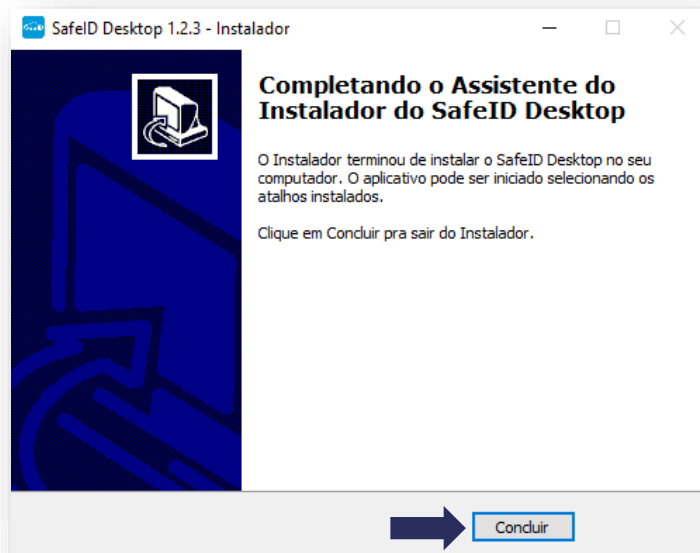 SafeID Desktop 1.2.3 - Instalador
Completando o Assistente do
Instalador do SafeID Desktop
O Instalador terminou de instalar o SafeID Desktop no seu
computador. O aplicativo pode ser iniciado selecionando os
atalhos instalados.
Clique em Concluir pra sair do Instalador.
Concluir